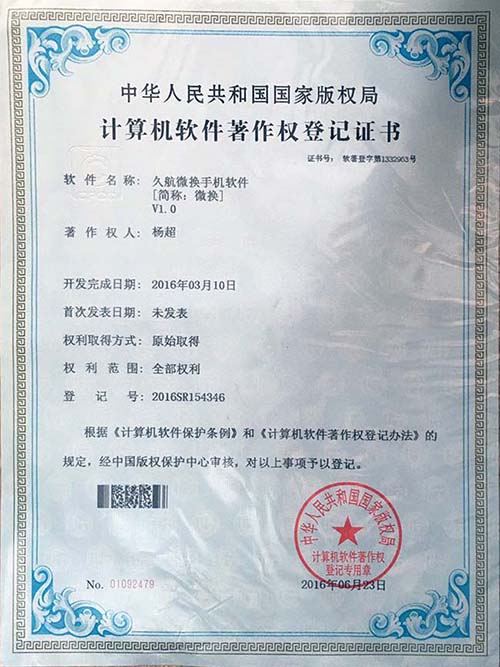 中华人民共和国国家版权局
计算机软件著作权登记证书
证书号： 软著登字第1332963号
软件名称： 久航微换手机软件
[简称：微换]
V1.0
著作权人： 杨超
开发完成日期： 2016年03月10日
首次发表日期： 未发表
权利取得方式： 原始取得
权利范围： 全部权利
登记号： 2016SR154346
根据《计算机软件保护条例》和《计算机软件著作权登记办法》的
规定，经中国版权保护中心审核，对以上事项予以登记。
中华人民共和国国家版权局
计算机软件著作权
登记专用章
No. 01092479
2016年06月23日